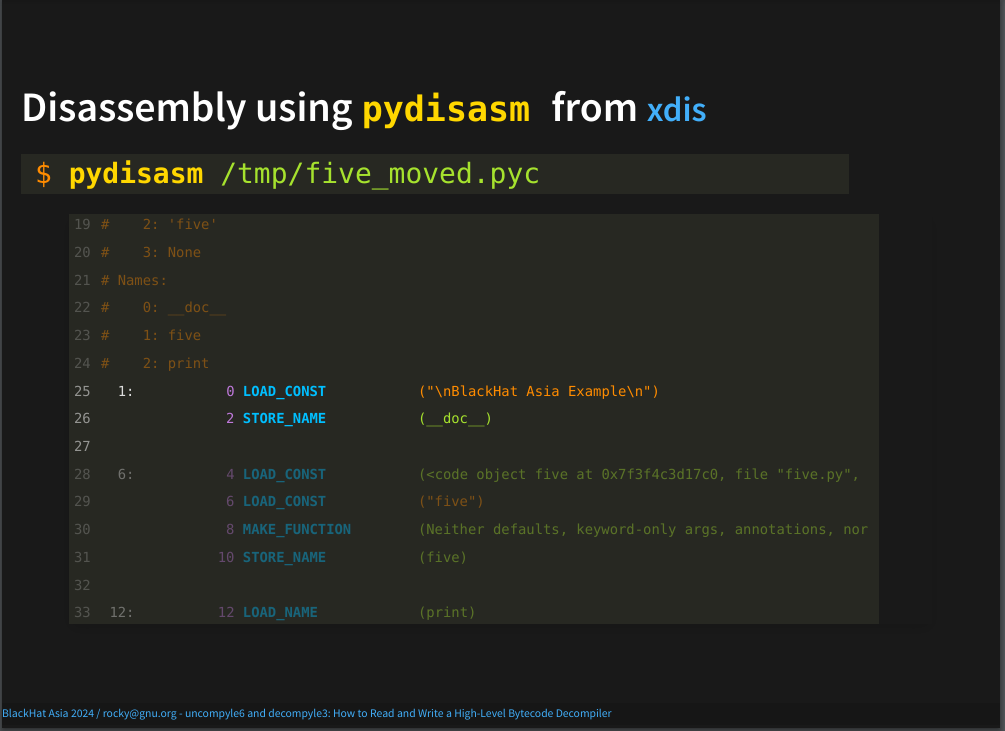 Disassembly using pydisasm from xdis
$ pydisasm /tmp/five_moved.pyc
19 #    2: 'five'
20 #    3: None
21 # Names:
22 #    0: __doc__
23 #    1: five
24 #    2: print
25   1:           0 LOAD_CONST           ("\nBlackHat Asia Example\n")
26              2 STORE_NAME           (__doc__)
27
28   6:           4 LOAD_CONST           (<code object five at 0x7f3f4c3d17c0, file "five.py",
29              6 LOAD_CONST           ("five")
30              8 MAKE_FUNCTION        (Neither defaults, keyword-only args, annotations, nor
31             10 STORE_NAME           (five)
32
33  12:          12 LOAD_NAME            (print)
BlackHat Asia 2024 / rocky@gnu.org - uncompyle6 and decompyle3: How to Read and Write a High-Level Bytecode Decompiler